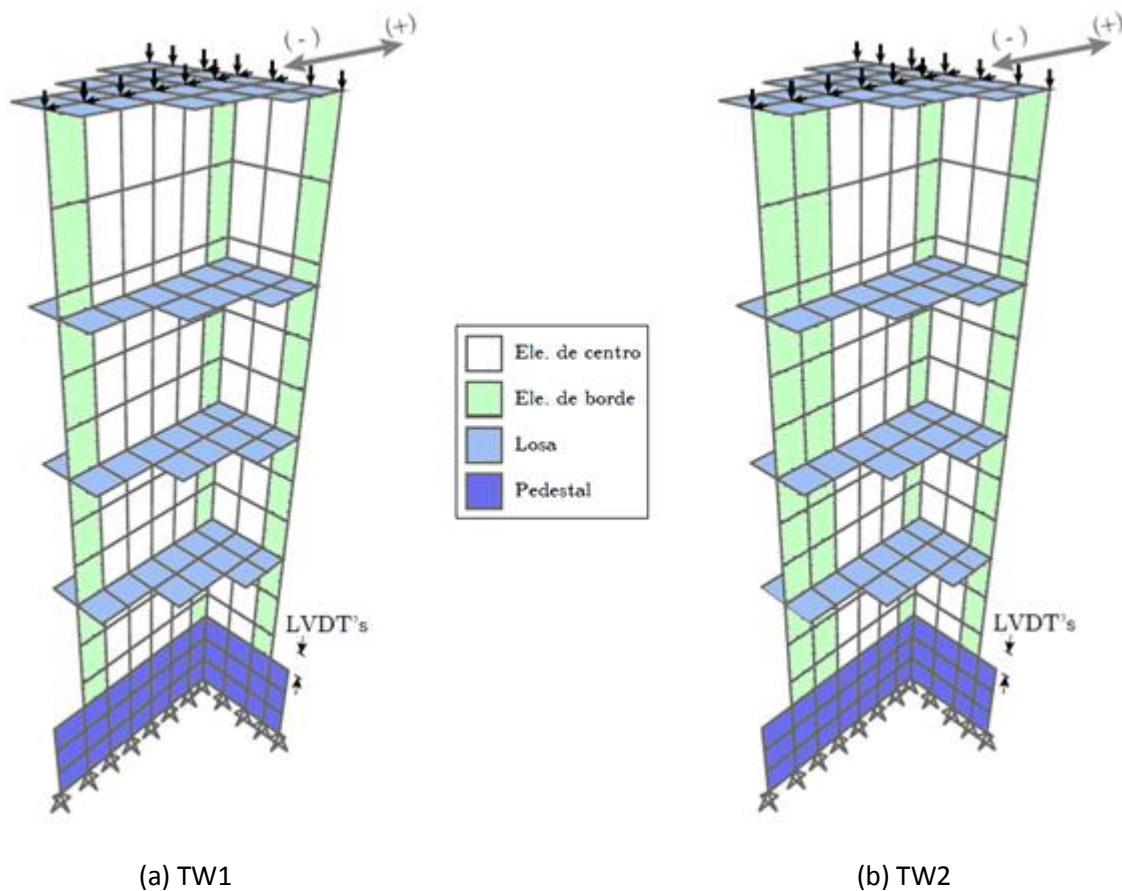 (-) (+)
(-) (+)
Ele. de centro
Ele. de borde
Losa
Pedestal
LVDT's
LVDT's
(a) TW1
(b) TW2